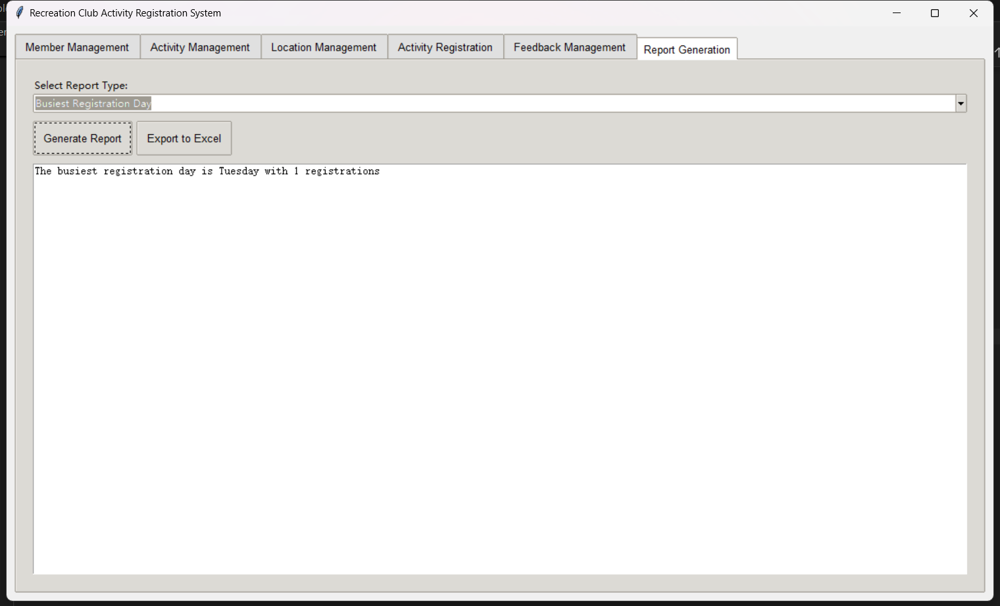 Recreation Club Activity Registration System
Member Management
Activity Management
Location Management
Activity Registration
Feedback Management
Report Generation
Select Report Type:
Busiest Registration Day
Generate Report
Export to Excel
The busiest registration day is Tuesday with 1 registrations